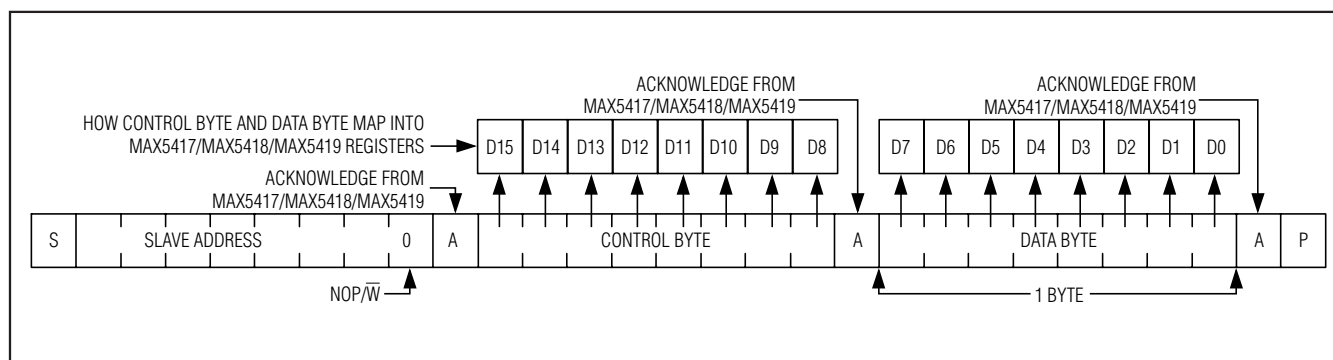 ACKNOWLEDGE FROM
MAX5417/MAX5418/MAX5419
ACKNOWLEDGE FROM
MAX5417/MAX5418/MAX5419
HOW CONTROL BYTE AND DATA BYTE MAP INTO
MAX5417/MAX5418/MAX5419 REGISTERS
D15 D14 D13 D12 D11 D10 D9 D8
D7 D6 D5 D4 D3 D2 D1 D0
ACKNOWLEDGE FROM
MAX5417/MAX5418/MAX5419
S SLAVE ADDRESS 0 A CONTROL BYTE A DATA BYTE A P
NOP/W̅
1 BYTE